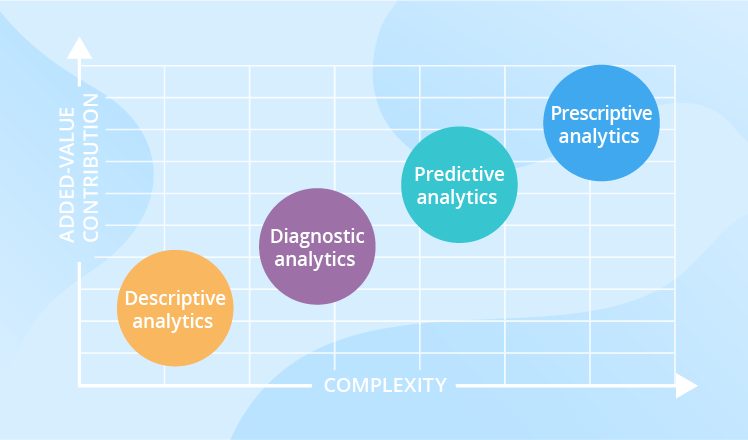 ADDED-VALUE
CONTRIBUTION
Prescriptive
analytics
Predictive
analytics
Diagnostic
analytics
Descriptive
analytics
COMPLEXITY